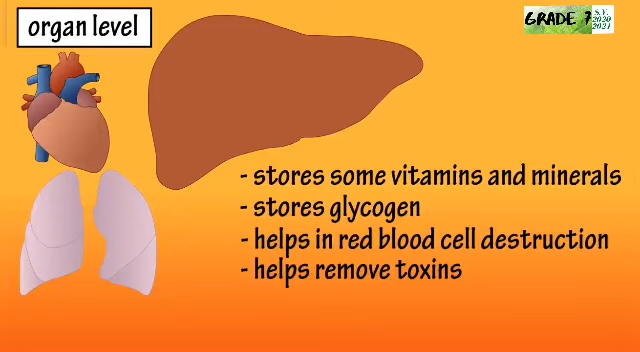 organ level
GRADE 7
S.Y.
2020
2021
- stores some vitamins and minerals
- stores glycogen
- helps in red blood cell destruction
- helps remove toxins